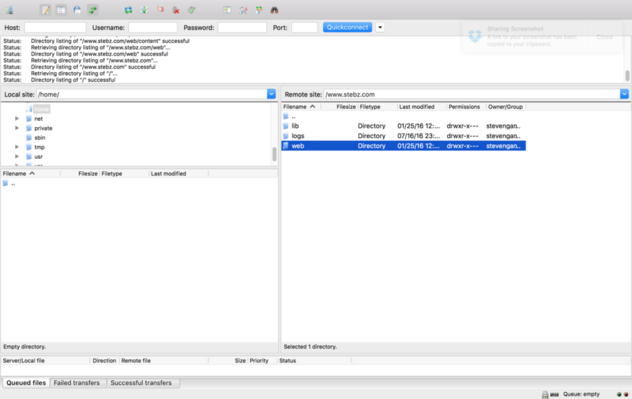 Host: Username: Password: Port: Quickconnect
Sharing Screenshot
A link to your screenshot has been
copied to your clipboard.
Close
Status: Directory listing of "/www.stebz.com/web/content" successful
Status: Retrieving directory listing of "/www.stebz.com/web"...
Status: Directory listing of "/www.stebz.com/web" successful
Status: Retrieving directory listing of "/www.stebz.com"...
Status: Directory listing of "/www.stebz.com" successful
Status: Retrieving directory listing of "/"...
Status: Directory listing of "/" successful
Local site: /home/
home
net
private
sbin
tmp
usr
Filename Filesize Filetype Last modified
..
Empty directory.
Remote site: /www.stebz.com
Filename Filesize Filetype Last modified Permissions Owner/Group
..
lib Directory 01/25/16 12:... drwxr-x--- stevengan..
logs Directory 07/16/16 23:... drwxr-x--- stevengan..
web Directory 01/25/16 12:... drwxr-x--- stevengan..
Selected 1 directory.
Server/Local file Direction Remote file Size Priority Status
Queued files Failed transfers Successful transfers
Queue: empty